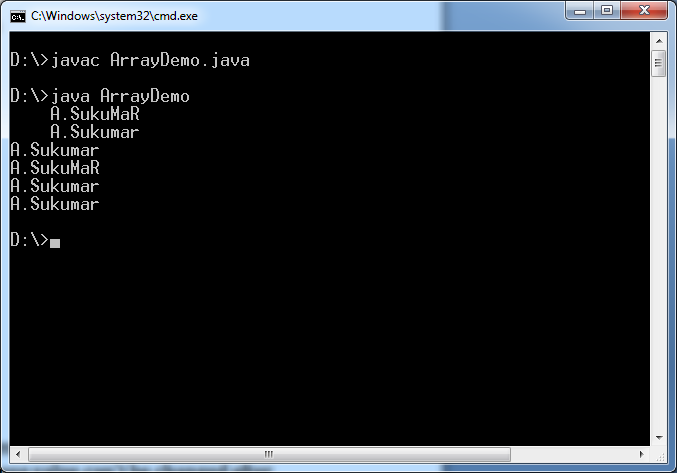 C:\Windows\system32\cmd.exe
D:\>javac ArrayDemo.java
D:\>java ArrayDemo
    A.SukuMaR
    A.Sukumar
A.Sukumar
A.SukuMaR
A.Sukumar
A.Sukumar
D:\>